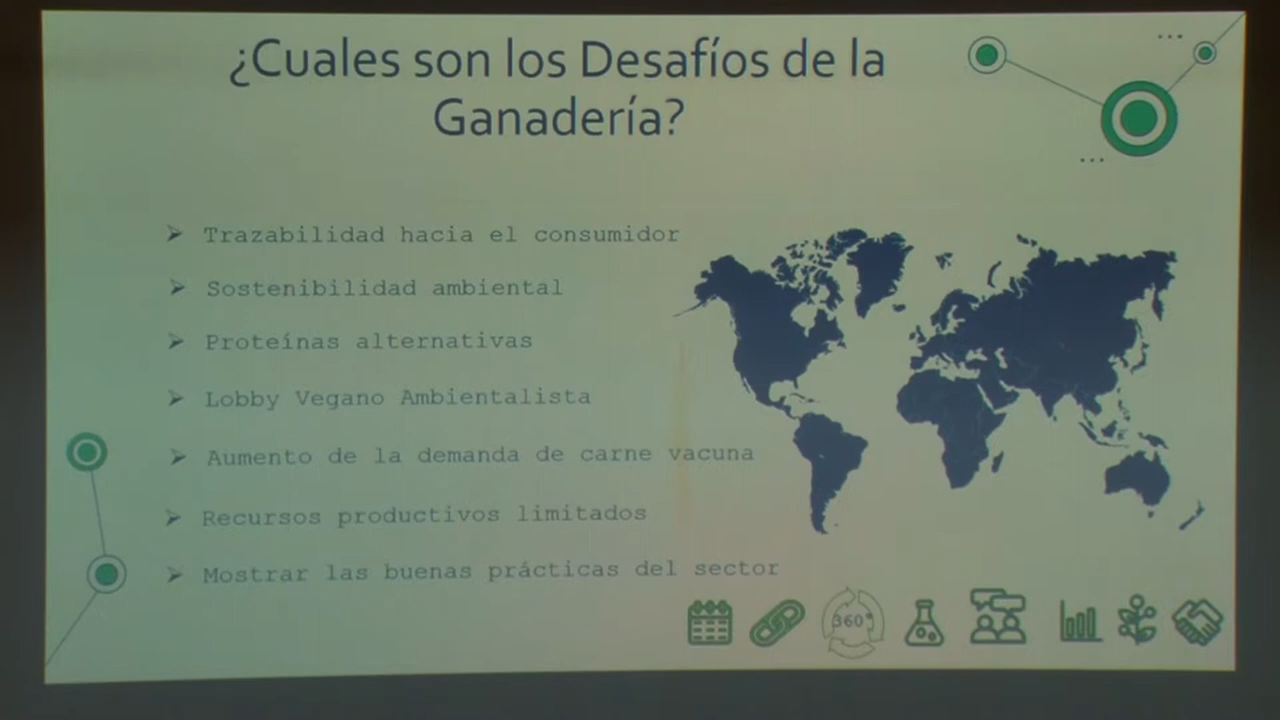 ¿Cuales son los Desafíos de la
Ganadería?
➢ Trazabilidad hacia el consumidor
➢ Sostenibilidad ambiental
➢ Proteínas alternativas
➢ Lobby Vegano Ambientalista
➢ Aumento de la demanda de carne vacuna
➢ Recursos productivos limitados
➢ Mostrar las buenas prácticas del sector
360°